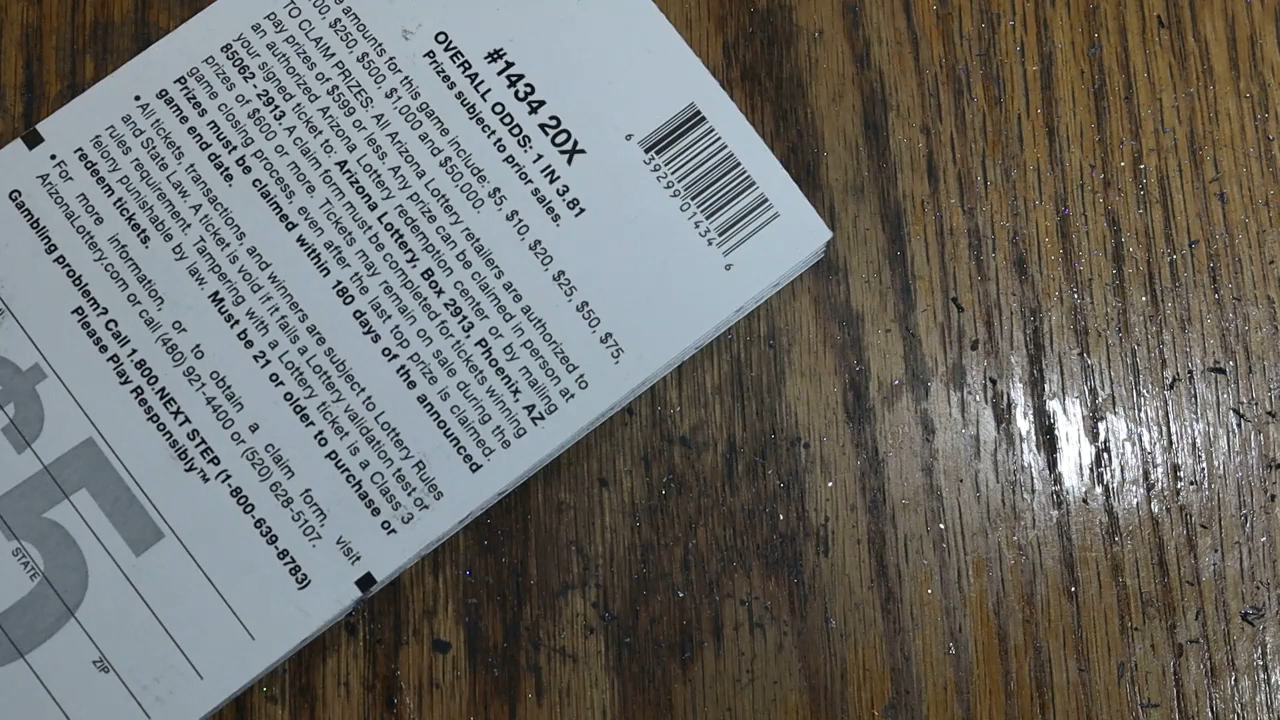 #1434 20X
OVERALL ODDS: 1 IN 3.81
Prizes subject to prior sales.
amounts for this game include: $5, $10, $20, $25, $50, $75,
$250, $500, $1,000 and $50,000.
TO CLAIM PRIZES: All Arizona Lottery retailers are authorized to
pay prizes of $599 or less. Any prize can be claimed in person at
an authorized Arizona Lottery redemption center or by mailing
your signed ticket to: Arizona Lottery, Box 2913, Phoenix, AZ
85062 - 2913. A claim form must be completed for tickets winning
prizes of $600 or more. Tickets may remain on sale during the
game closing process, even after the last top prize is claimed.
Prizes must be claimed within 180 days of the announced
game end date.
• All tickets, transactions, and winners are subject to Lottery Rules
and State Law. A ticket is void if it fails a Lottery validation test or
rules requirement. Tampering with a Lottery ticket is a Class 3
felony punishable by law. Must be 21 or older to purchase or
redeem tickets.
• For more information, or to obtain a claim form, visit
ArizonaLottery.com or call (480) 921-4400 or (520) 628-5107.
Gambling problem? Call 1.800.NEXT STEP (1-800-639-8783)
Please Play Responsibly™
6 39299 01434 6
$5
STATE
ZIP